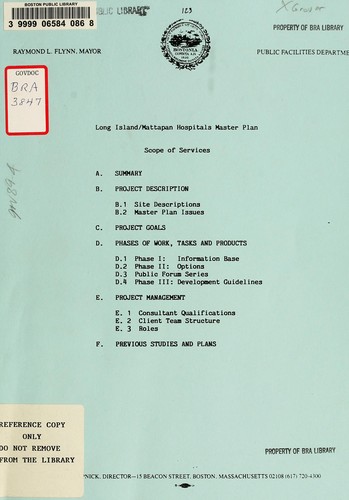 BOSTON PUBLIC LIBRARY
3 9999 06584 086 8
PUBLIC LIBRARY
123
PROPERTY OF BRA LIBRARY
RAYMOND L. FLYNN, MAYOR
PUBLIC FACILITIES DEPARTME
BOSTONIA
GOVDOC
BRA
3847
Long Island/Mattapan Hospitals Master Plan
Scope of Services
A. SUMMARY
B. PROJECT DESCRIPTION
B.1 Site Descriptions
B.2 Master Plan Issues
C. PROJECT GOALS
D. PHASES OF WORK, TASKS AND PRODUCTS
D.1 Phase I: Information Base
D.2 Phase II: Options
D.3 Public Forum Series
D.4 Phase III: Development Guidelines
E. PROJECT MANAGEMENT
E. 1 Consultant Qualifications
E. 2 Client Team Structure
E. 3 Roles
F. PREVIOUS STUDIES AND PLANS
REFERENCE COPY
ONLY
DO NOT REMOVE
FROM THE LIBRARY
PROPERTY OF BRA LIBRARY
NICK, DIRECTOR—15 BEACON STREET, BOSTON, MASSACHUSETTS 02108 (617) 720-4300